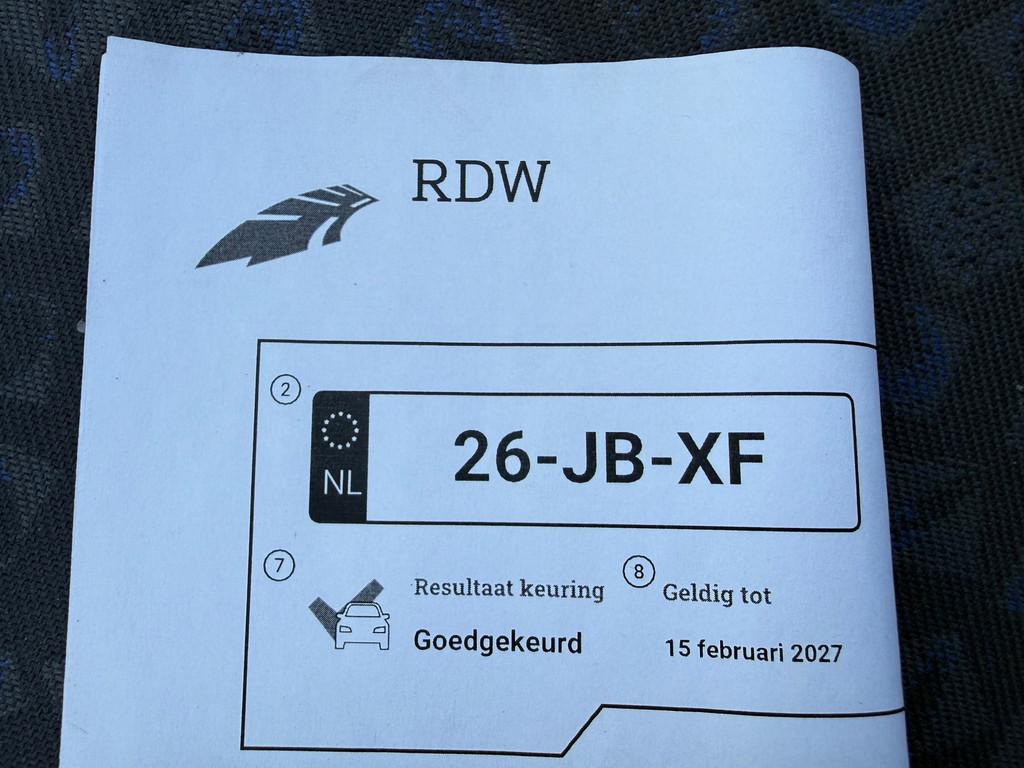 RDW
2
NL
26-JB-XF
7
Resultaat keuring
Goedgekeurd
8
Geldig tot
15 februari 2027